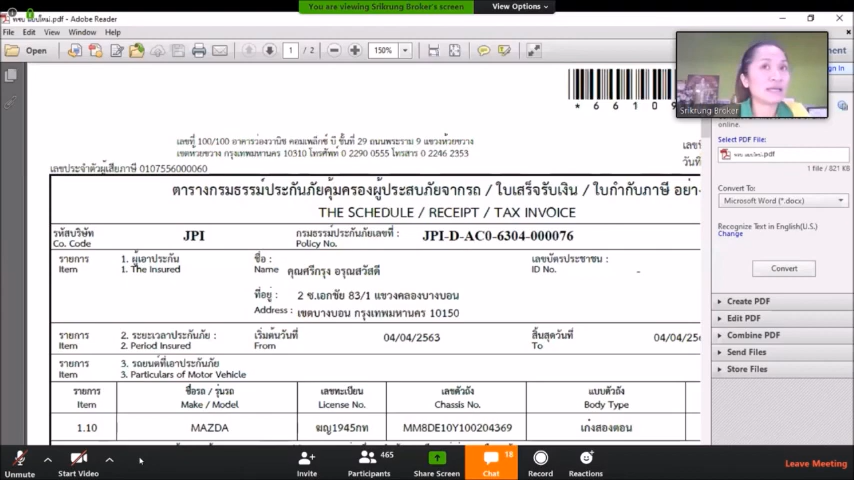 You are viewing Srikrung Broker's screen
View Options
.pdf - Adobe Reader
File Edit View Window Help
Open
1 / 2
150%
Srikrung Broker
Sign In
online.
Select PDF File:
.pdf
1 file / 821 KB
Convert To:
Microsoft Word (*.docx)
Recognize Text in English(U.S.)
Change
Convert
Create PDF
Edit PDF
Combine PDF
Send Files
Store Files
* 6 6 1 0 9
เลขที่ 100/100 อาคารว่องวานิช คอมเพล็กซ์ บี ชั้นที่ 29 ถนนพระราม 9 แขวงห้วยขวาง
เขตห้วยขวาง กรุงเทพมหานคร 10310 โทรศัพท์ 0 2290 0555 โทรสาร 0 2246 2353
เลขที่
วันที่
เลขประจำตัวผู้เสียภาษี 0107556000060
ตารางกรมธรรม์ประกันภัยคุ้มครองผู้ประสบภัยจากรถ / ใบเสร็จรับเงิน / ใบกำกับภาษี อย่าง
THE SCHEDULE / RECEIPT / TAX INVOICE
รหัสบริษัท JPI กรมธรรม์ประกันภัยเลขที่ : JPI-D-AC0-6304-000076
Co. Code Policy No.
รายการ 1. ผู้เอาประกัน ชื่อ : คุณศรีกรุง อรุณสวัสดี เลขบัตรประชาชน : -
Item 1. The Insured Name ID No.
ที่อยู่ : 2 ซ.เอกชัย 83/1 แขวงคลองบางบอน
Address : เขตบางบอน กรุงเทพมหานคร 10150
รายการ 2. ระยะเวลาประกันภัย : เริ่มต้นวันที่ 04/04/2563 สิ้นสุดวันที่ 04/04/256
Item 2. Period Insured From To
รายการ 3. รถยนต์ที่เอาประกันภัย
Item 3. Particulars of Motor Vehicle
รายการ ชื่อรถ / รุ่นรถ เลขทะเบียน เลขตัวถัง แบบตัวถัง
Item Make / Model License No. Chassis No. Body Type
1.10 MAZDA ฆญ1945กท MM8DE10Y100204369 เก๋งสองตอน
Unmute
Start Video
Invite
465
Participants
Share Screen
18
Chat
Record
Reactions
Leave Meeting